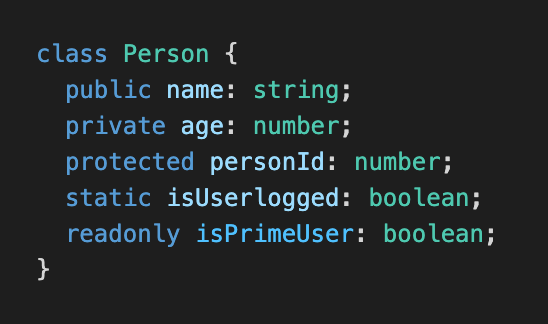 class Person {
  public name: string;
  private age: number;
  protected personId: number;
  static isUserlogged: boolean;
  readonly isPrimeUser: boolean;
}